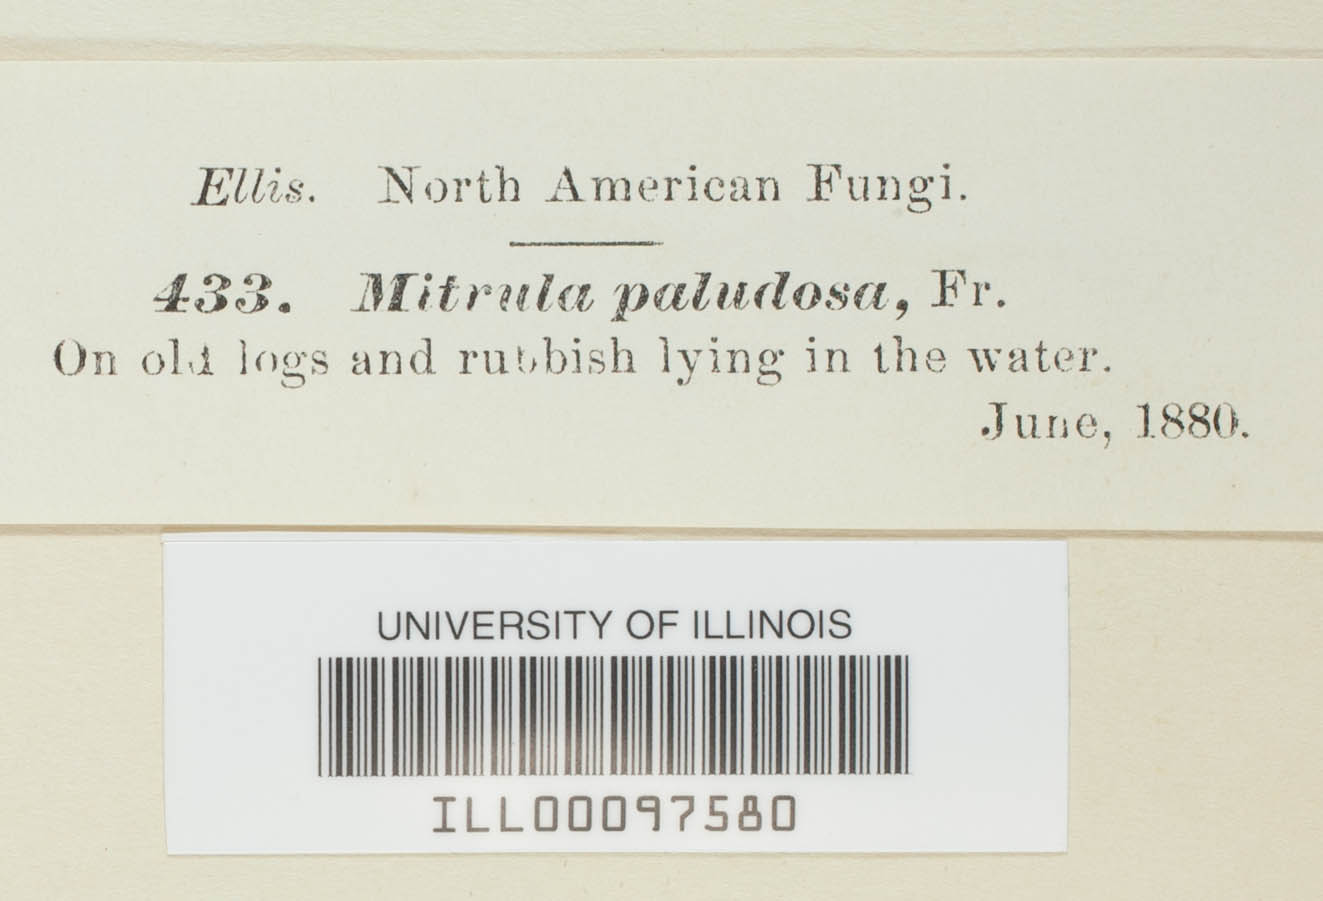 Ellis. North American Fungi.
433. Mitrula paludosa, Fr.
On old logs and rubbish lying in the water.
June, 1880.
UNIVERSITY OF ILLINOIS
ILL00097580